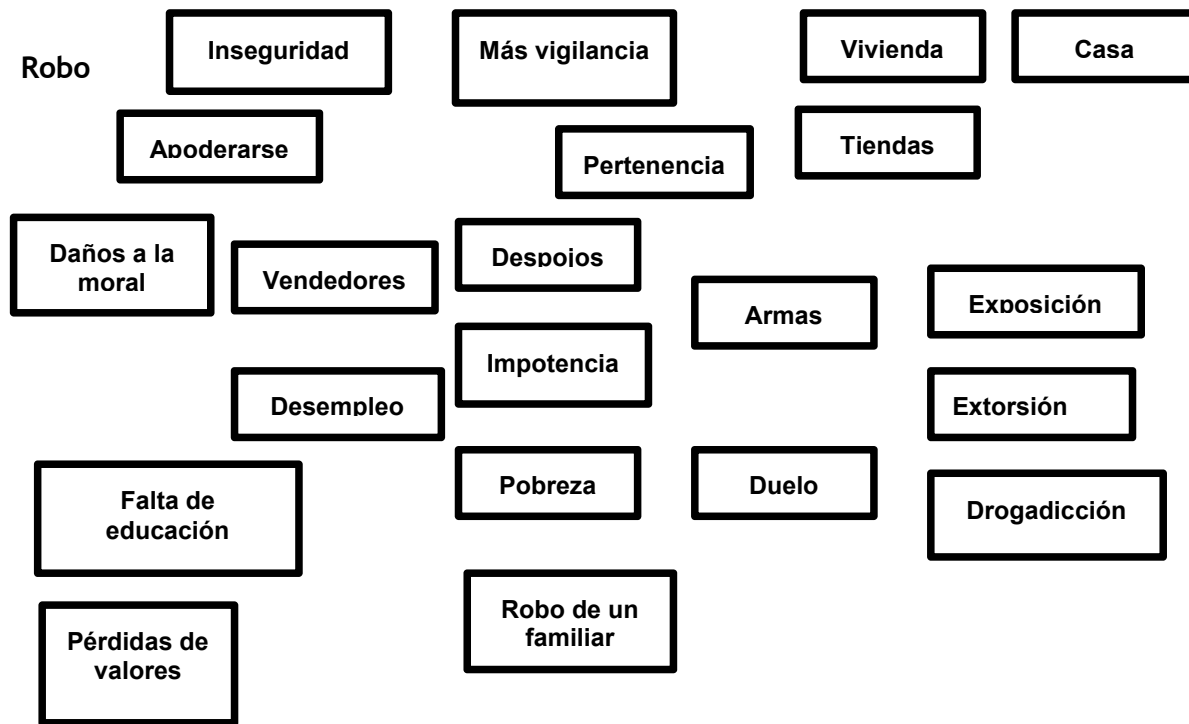 Robo
Inseguridad
Más vigilancia
Vivienda
Casa
Apoderarse
Pertenencia
Tiendas
Daños a la
moral
Vendedores
Despojos
Armas
Exposición
Impotencia
Desempleo
Extorsión
Falta de
educación
Pobreza
Duelo
Drogadicción
Pérdidas de
valores
Robo de un
familiar